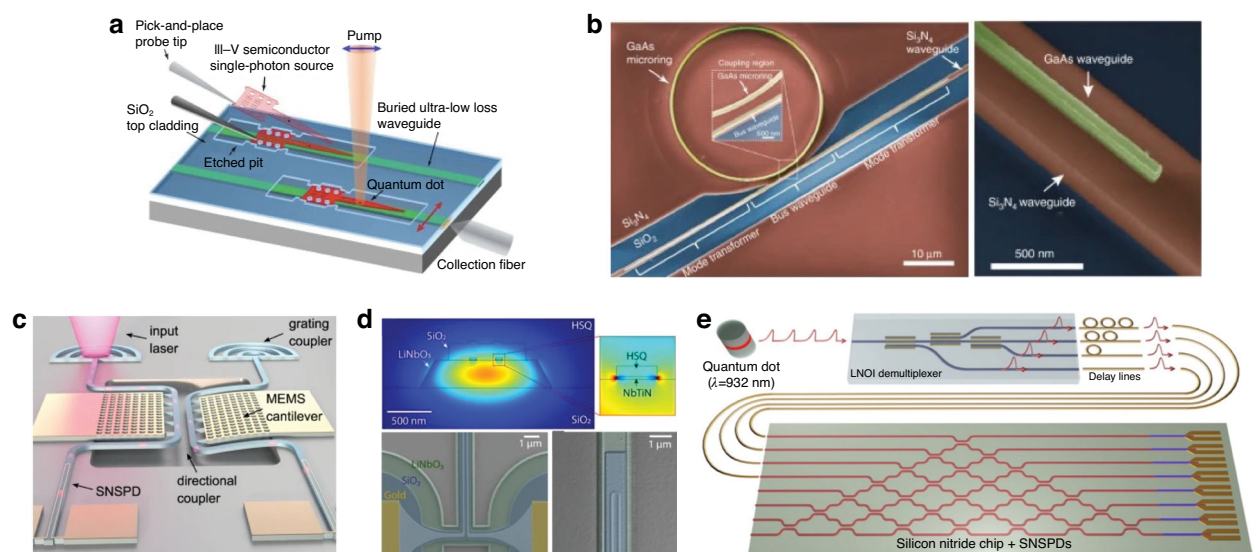 a
Pick-and-place
probe tip
III–V semiconductor
single-photon source
Pump
SiO2
top cladding
Buried ultra-low loss
waveguide
Etched pit
Quantum dot
Collection fiber
b
GaAs
microring
Coupling region
GaAs microring
Bus waveguide
500 nm
Si3N4
waveguide
Mode transformer
Bus waveguide
Mode transformer
Si3N4
SiO2
10 μm
GaAs waveguide
Si3N4 waveguide
500 nm
c
input
laser
grating
coupler
MEMS
cantilever
SNSPD
directional
coupler
d
HSQ
SiO2
LiNbO3
500 nm
SiO2
HSQ
NbTiN
1 μm
LiNbO3
SiO2
Gold
1 μm
e
Quantum dot
(λ=932 nm)
LNOI demultiplexer
Delay lines
Silicon nitride chip + SNSPDs